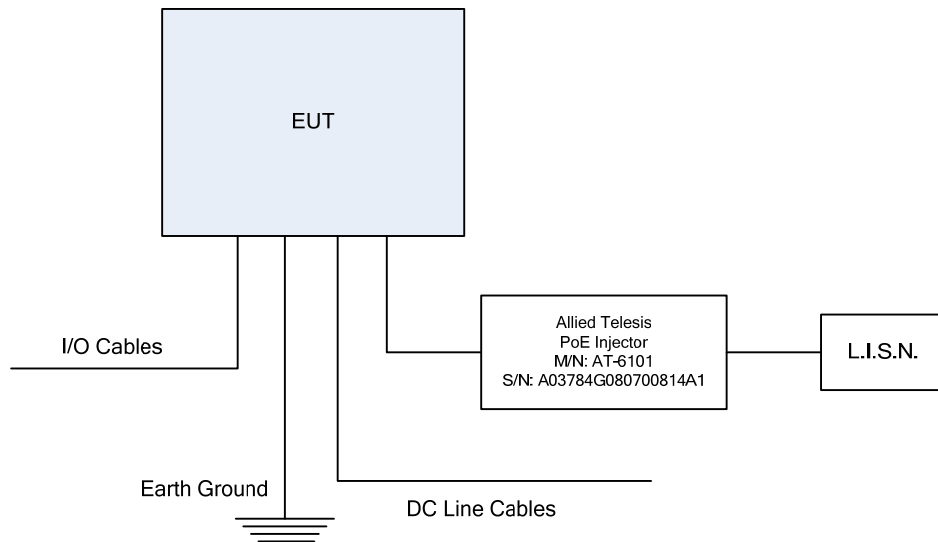 EUT
I/O Cables
Allied Telesis
PoE Injector
M/N: AT-6101
S/N: A03784G080700814A1
L.I.S.N.
Earth Ground
DC Line Cables